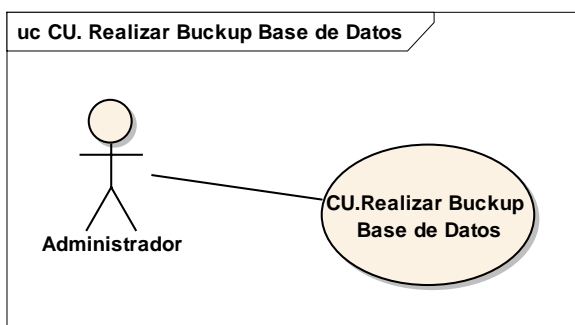 uc CU. Realizar Buckup Base de Datos
CU.Realizar Buckup
Base de Datos
Administrador